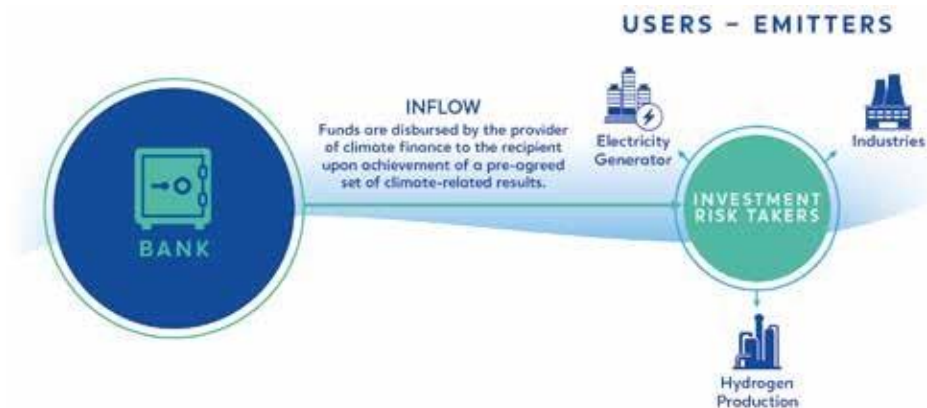 USERS – EMITTERS
INFLOW
Funds are disbursed by the provider
of climate finance to the recipient
upon achievement of a pre-agreed
set of climate-related results.
BANK
Electricity
Generator
Industries
INVESTMENT
RISK TAKERS
Hydrogen
Production